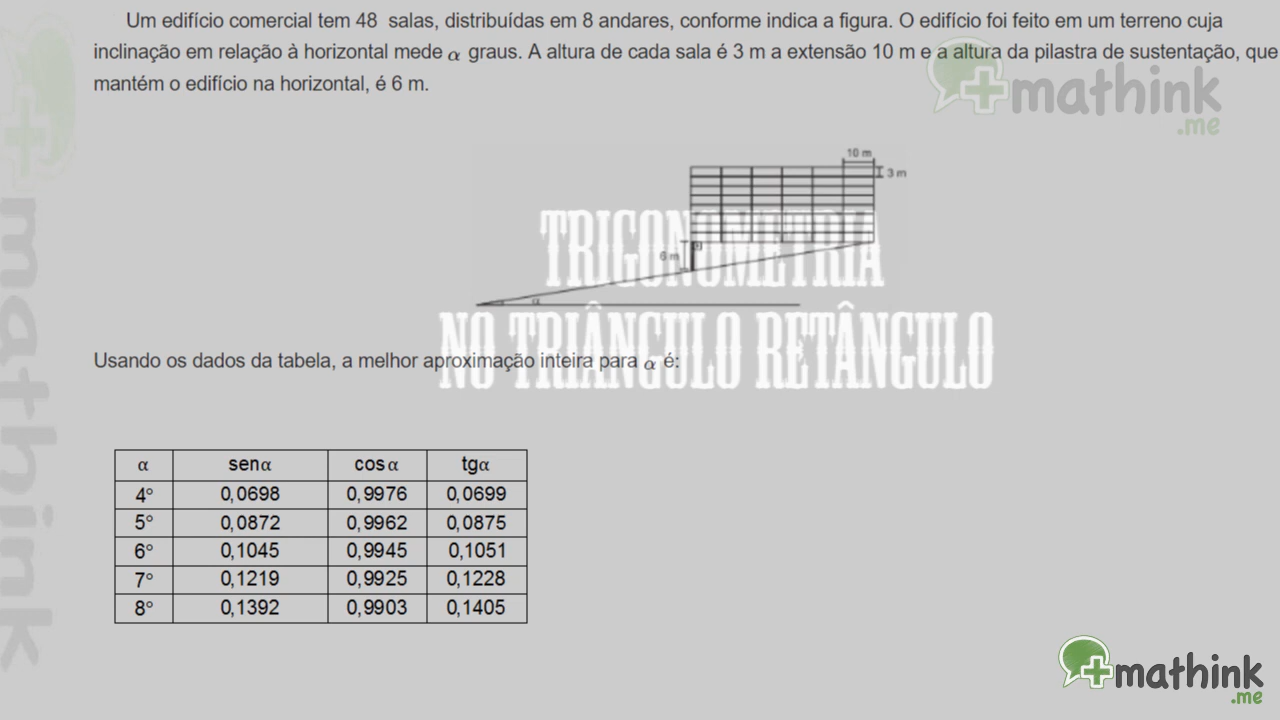 Um edifício comercial tem 48 salas, distribuídas em 8 andares, conforme indica a figura. O edifício foi feito em um terreno cuja
inclinação em relação à horizontal mede α graus. A altura de cada sala é 3 m a extensão 10 m e a altura da pilastra de sustentação, que
mantém o edifício na horizontal, é 6 m.
+mathink
.me
+mathink
10 m
3 m
6 m
α
TRIGONOMETRIA
NO TRIÂNGULO RETÂNGULO
Usando os dados da tabela, a melhor aproximação inteira para α é:
α senα cosα tgα
4° 0,0698 0,9976 0,0699
5° 0,0872 0,9962 0,0875
6° 0,1045 0,9945 0,1051
7° 0,1219 0,9925 0,1228
8° 0,1392 0,9903 0,1405
+mathink
.me